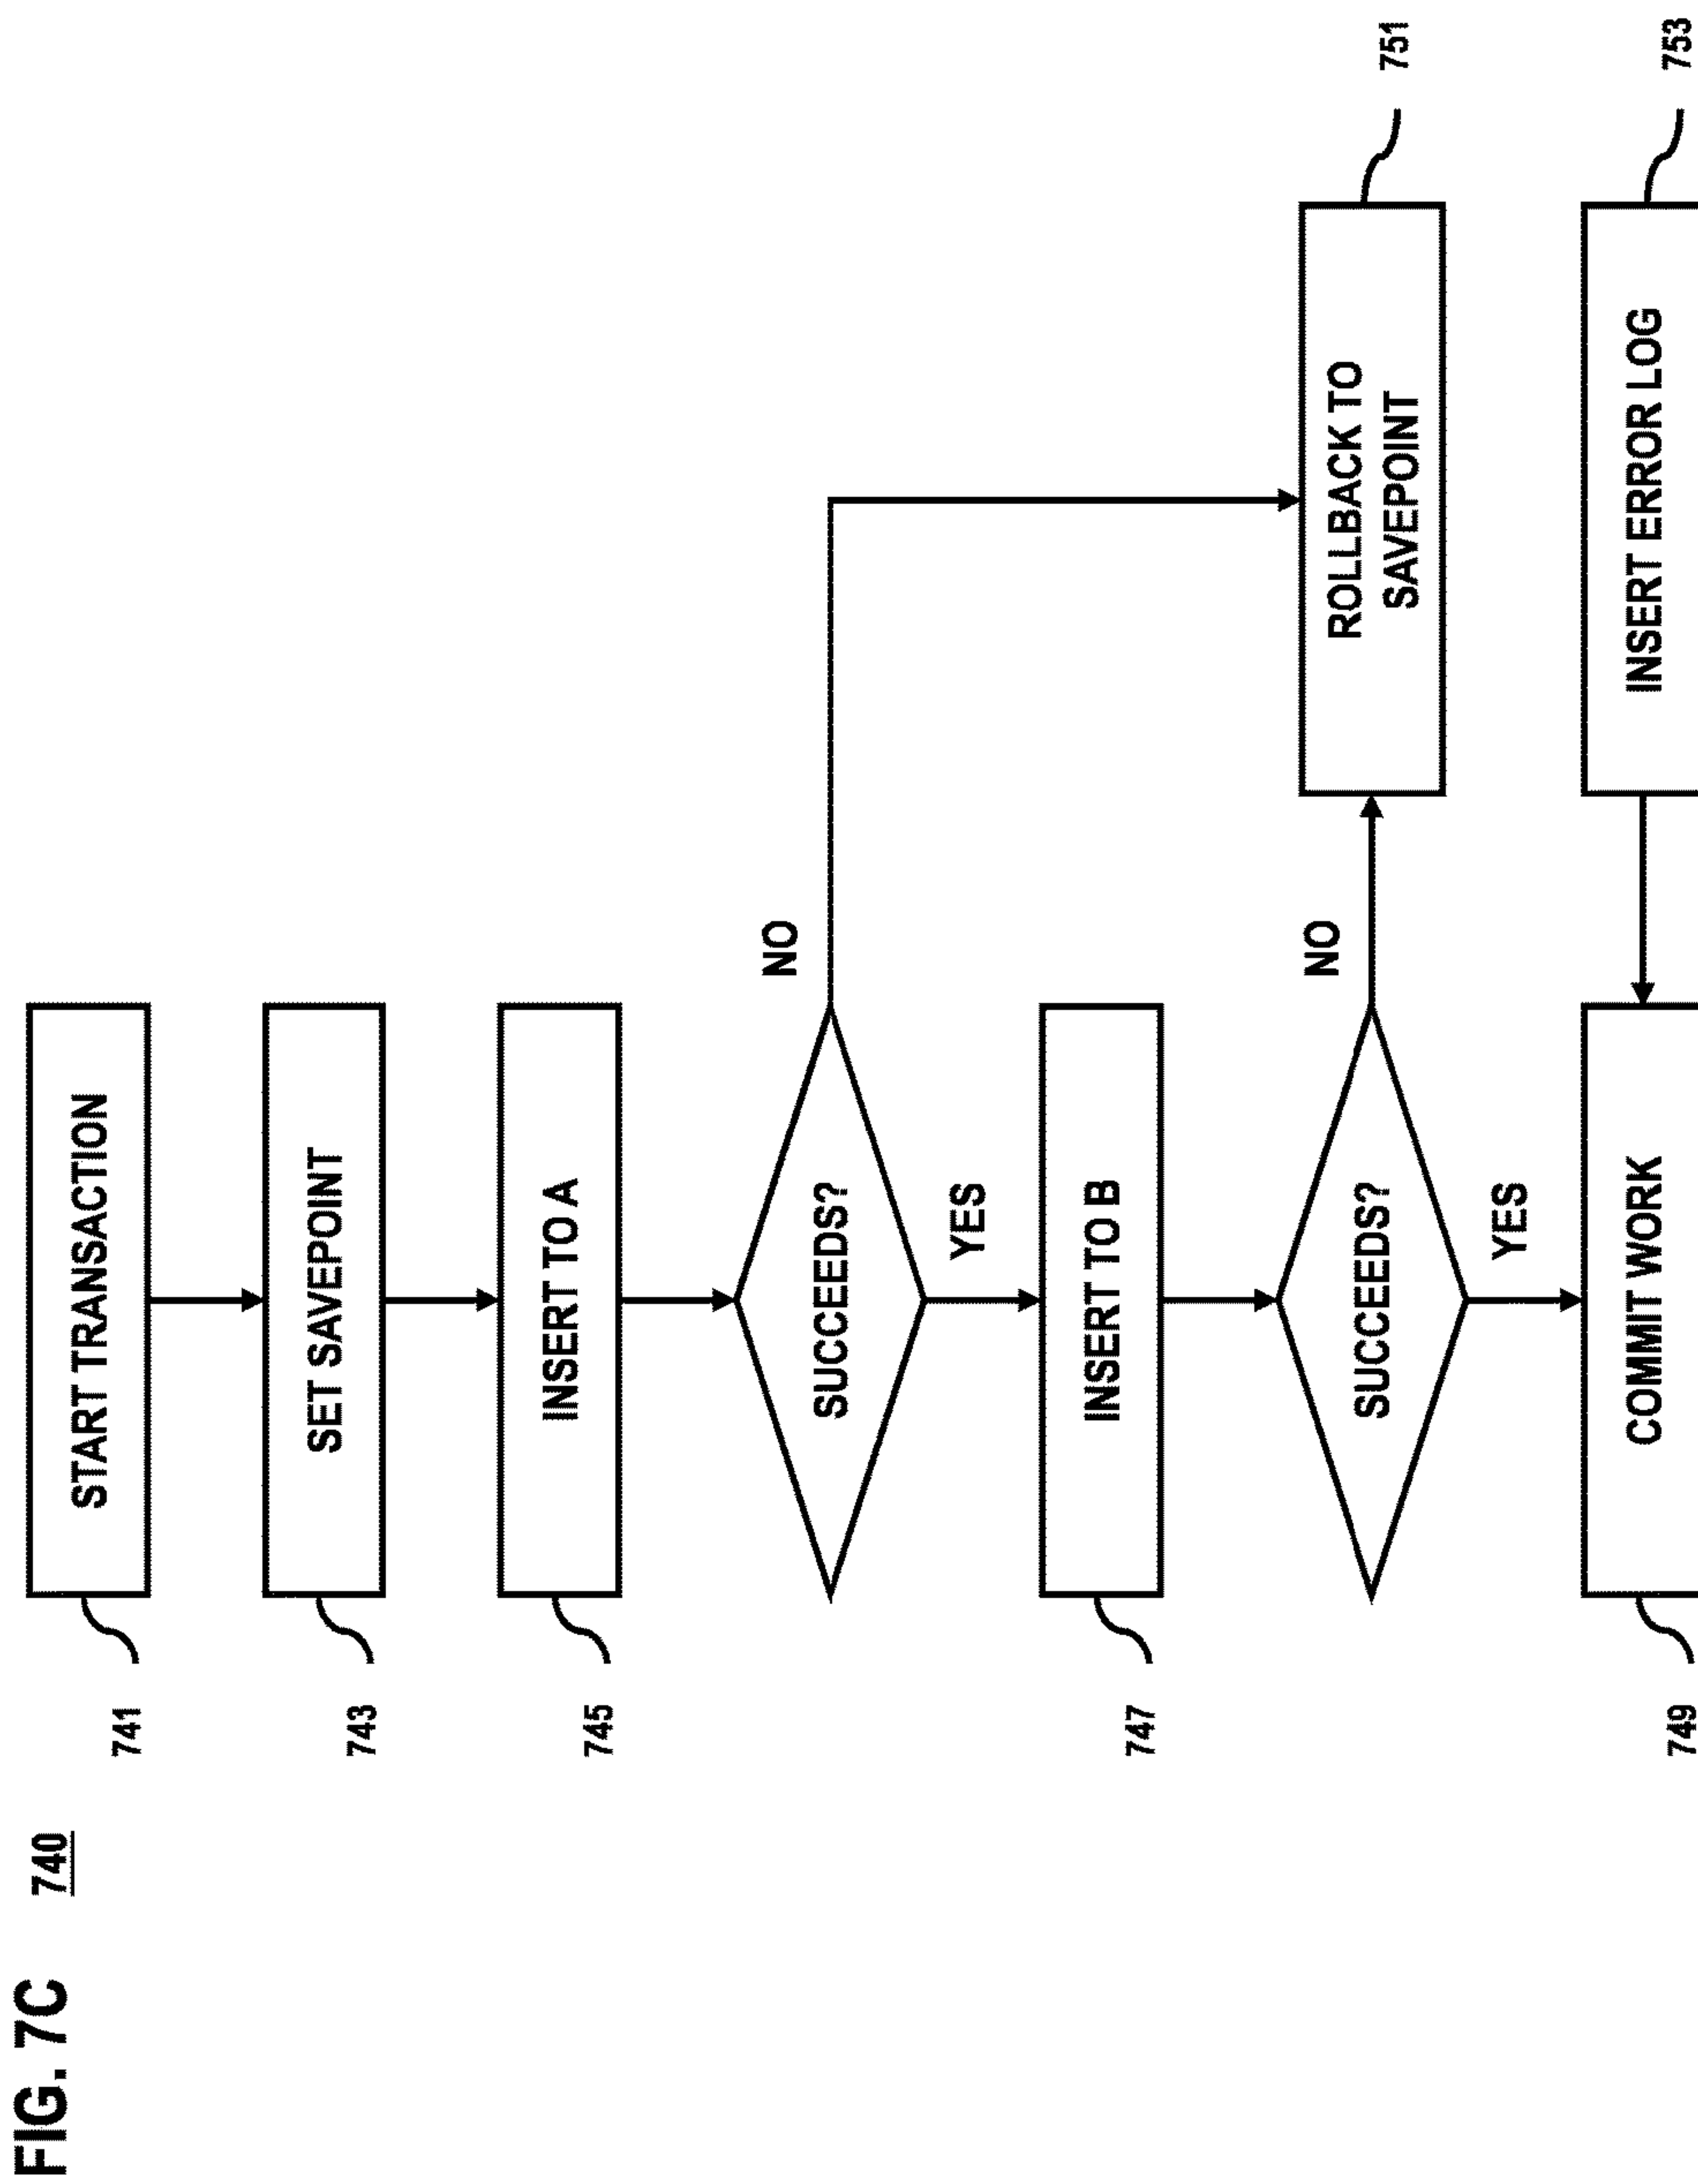 FIG. 7C
740
741
START TRANSACTION
743
SET SAVEPOINT
745
INSERT TO A
SUCCEEDS?
NO
YES
747
INSERT TO B
SUCCEEDS?
NO
YES
ROLLBACK TO
SAVEPOINT
751
749
COMMIT WORK
INSERT ERROR LOG
753